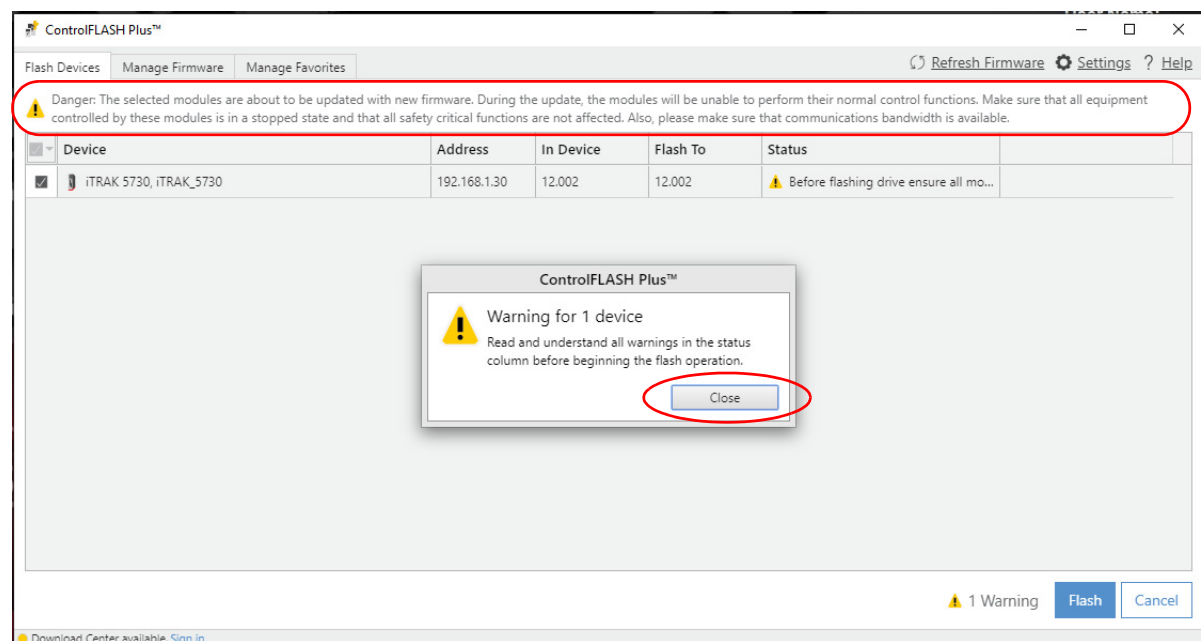 ControlFLASH Plus™
Flash Devices Manage Firmware Manage Favorites Refresh Firmware Settings ? Help
Danger: The selected modules are about to be updated with new firmware. During the update, the modules will be unable to perform their normal control functions. Make sure that all equipment
controlled by these modules is in a stopped state and that all safety critical functions are not affected. Also, please make sure that communications bandwidth is available.
Device Address In Device Flash To Status
iTRAK 5730, iTRAK_5730 192.168.1.30 12.002 12.002 Before flashing drive ensure all mo...
ControlFLASH Plus™
Warning for 1 device
Read and understand all warnings in the status
column before beginning the flash operation.
Close
1 Warning Flash Cancel
Download Center available Sign in